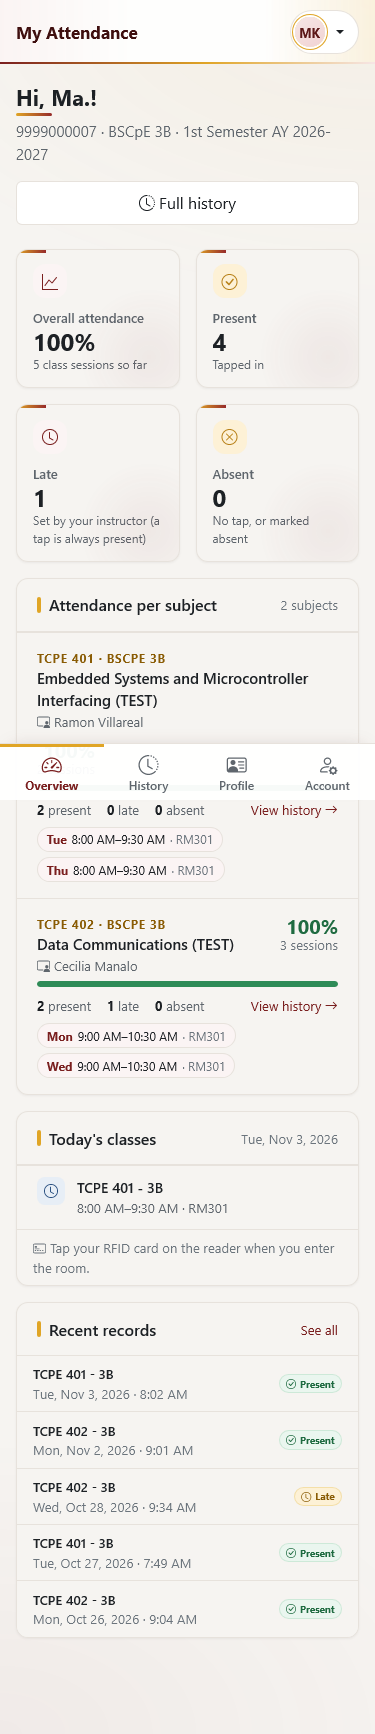 My Attendance
MK
Hi, Ma.!
9999000007 · BSCpE 3B · 1st Semester AY 2026-
2027
Full history
Overall attendance
100%
5 class sessions so far
Present
4
Tapped in
Late
1
Set by your instructor (a
tap is always present)
Absent
0
No tap, or marked
absent
Attendance per subject
2 subjects
TCPE 401 · BSCPE 3B
Embedded Systems and Microcontroller
Interfacing (TEST)
Ramon Villareal
100%
Overview
History
Profile
Account
2 present 0 late 0 absent
View history →
Tue 8:00 AM–9:30 AM · RM301
Thu 8:00 AM–9:30 AM · RM301
TCPE 402 · BSCPE 3B
100%
Data Communications (TEST)
3 sessions
Cecilia Manalo
2 present 1 late 0 absent
View history →
Mon 9:00 AM–10:30 AM · RM301
Wed 9:00 AM–10:30 AM · RM301
Today's classes
Tue, Nov 3, 2026
TCPE 401 - 3B
8:00 AM–9:30 AM · RM301
Tap your RFID card on the reader when you enter
the room.
Recent records
See all
TCPE 401 - 3B
Tue, Nov 3, 2026 · 8:02 AM
Present
TCPE 402 - 3B
Mon, Nov 2, 2026 · 9:01 AM
Present
TCPE 402 - 3B
Wed, Oct 28, 2026 · 9:34 AM
Late
TCPE 401 - 3B
Tue, Oct 27, 2026 · 7:49 AM
Present
TCPE 402 - 3B
Mon, Oct 26, 2026 · 9:04 AM
Present